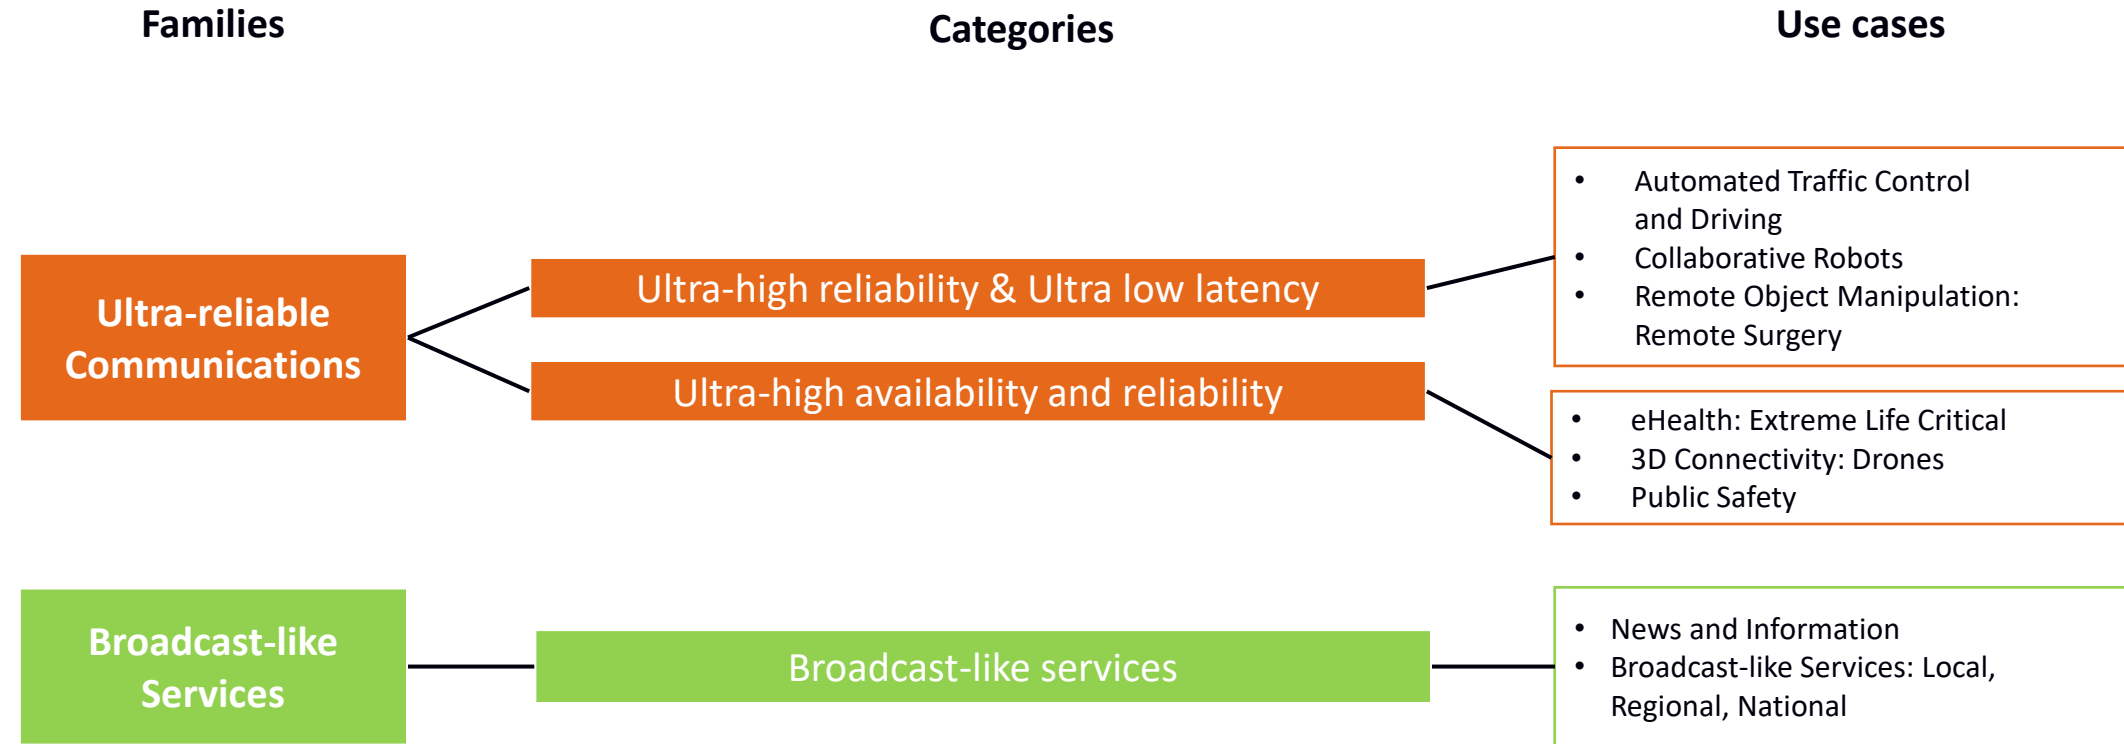 Families
Categories
Use cases
Ultra-reliable
Communications
Ultra-high reliability & Ultra low latency
• Automated Traffic Control
and Driving
• Collaborative Robots
• Remote Object Manipulation:
Remote Surgery
Ultra-high availability and reliability
• eHealth: Extreme Life Critical
• 3D Connectivity: Drones
• Public Safety
Broadcast-like
Services
Broadcast-like services
• News and Information
• Broadcast-like Services: Local,
Regional, National